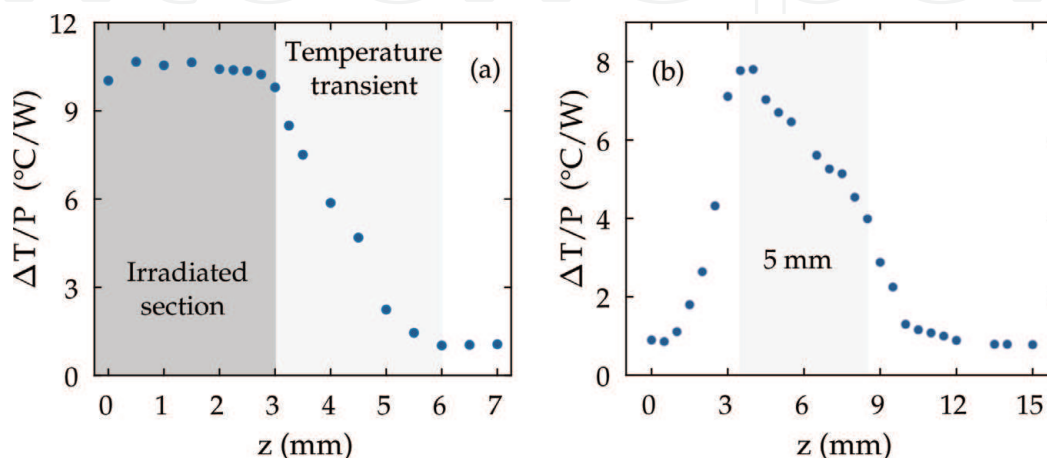 12
9
6
3
0
ΔT/P (°C/W)
Temperature
transient
(a)
Irradiated
section
0 1 2 3 4 5 6 7
z (mm)
8
6
4
2
0
ΔT/P (°C/W)
(b)
5 mm
0 3 6 9 12 15
z (mm)